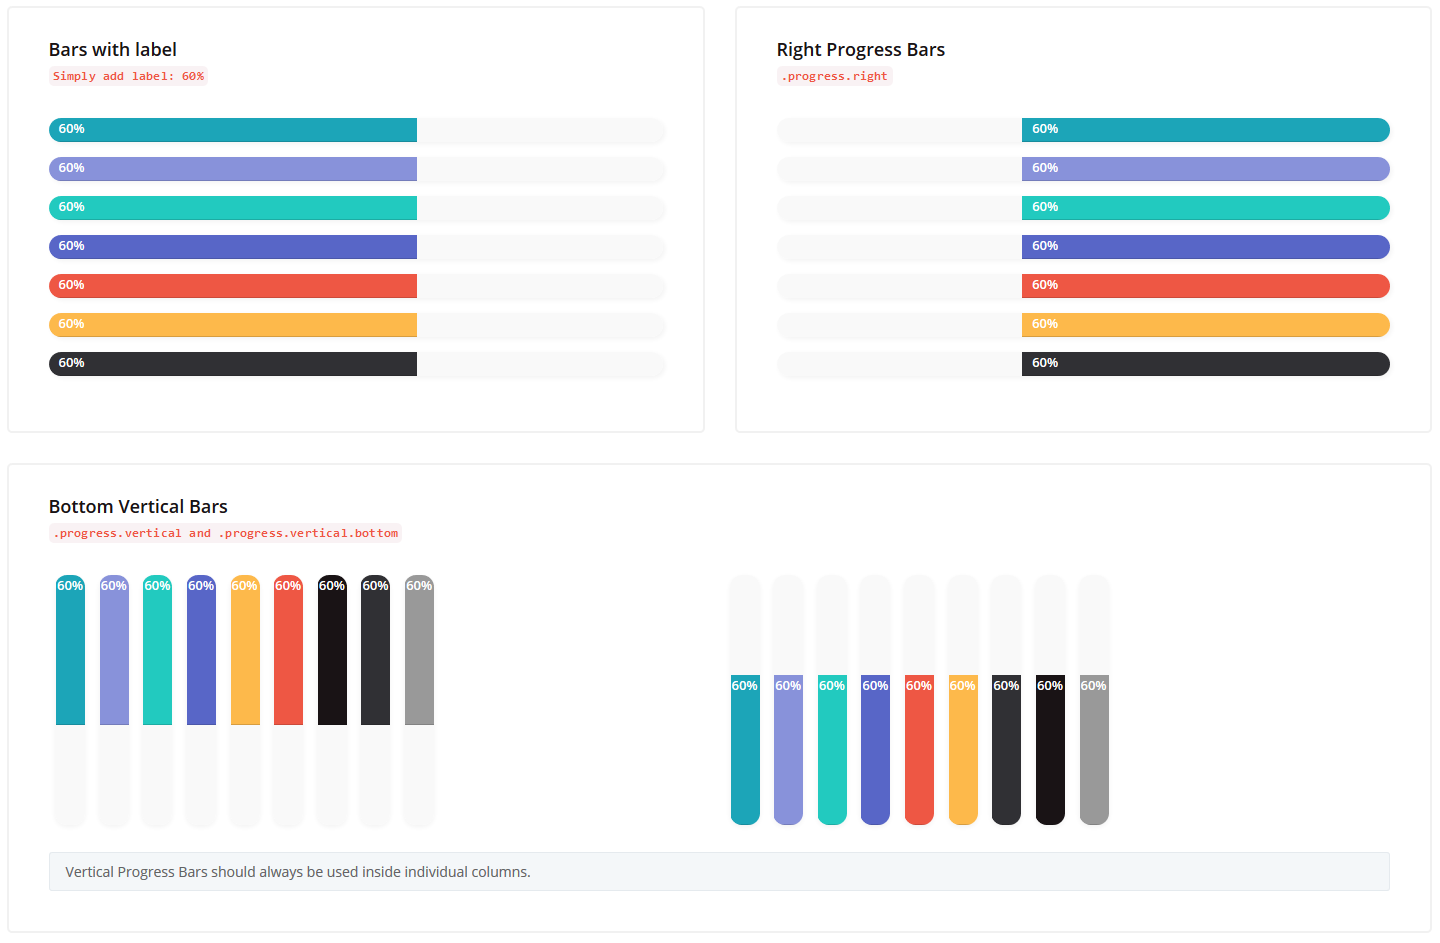 Bars with label
Simply add label: 60%
60%
60%
60%
60%
60%
60%
60%
Right Progress Bars
.progress.right
60%
60%
60%
60%
60%
60%
60%
Bottom Vertical Bars
.progress.vertical and .progress.vertical.bottom
60% 60% 60% 60% 60% 60% 60% 60% 60%
60% 60% 60% 60% 60% 60% 60% 60% 60%
Vertical Progress Bars should always be used inside individual columns.